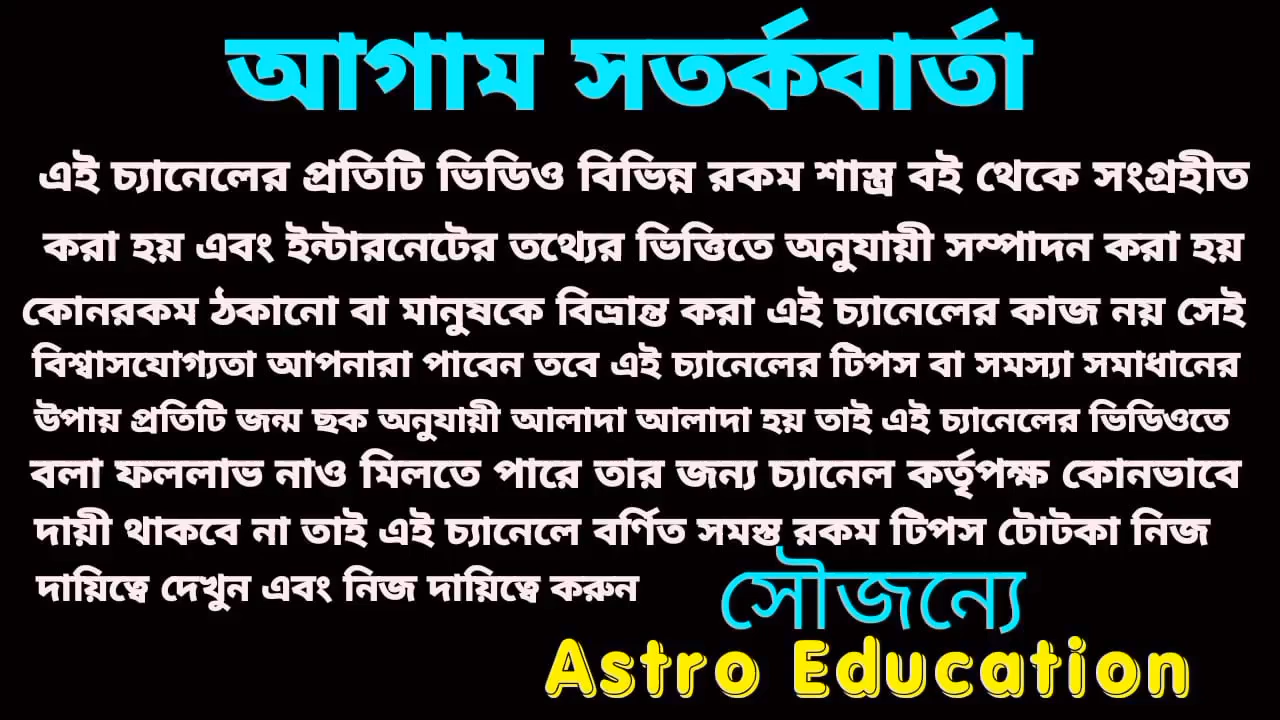 আগাম সতর্কবার্তা
এই চ্যানেলের প্রতিটি ভিডিও বিভিন্ন রকম শাস্ত্র বই থেকে সংগ্রহীত
করা হয় এবং ইন্টারনেটের তথ্যের ভিত্তিতে অনুযায়ী সম্পাদন করা হয়
কোনরকম ঠকানো বা মানুষকে বিভ্রান্ত করা এই চ্যানেলের কাজ নয় সেই
বিশ্বাসযোগ্যতা আপনারা পাবেন তবে এই চ্যানেলের টিপস বা সমস্যা সমাধানের
উপায় প্রতিটি জন্ম ছক অনুযায়ী আলাদা আলাদা হয় তাই এই চ্যানেলের ভিডিওতে
বলা ফললাভ নাও মিলতে পারে তার জন্য চ্যানেল কর্তৃপক্ষ কোনভাবে
দায়ী থাকবে না তাই এই চ্যানেলে বর্ণিত সমস্ত রকম টিপস টোটকা নিজ
দায়িত্বে দেখুন এবং নিজ দায়িত্বে করুন
সৌজন্যে
Astro Education